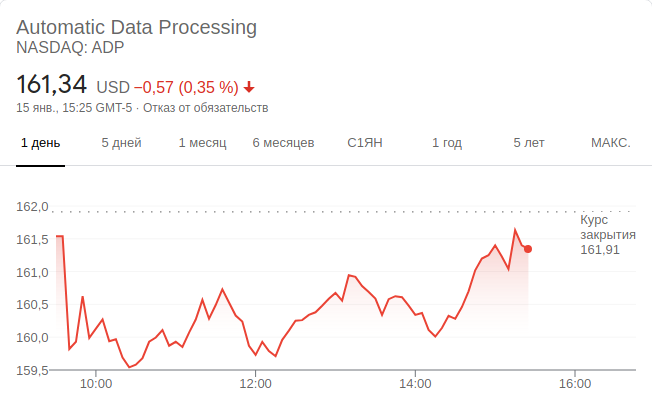 Automatic Data Processing
NASDAQ: ADP
161,34 USD −0,57 (0,35 %)
15 янв., 15:25 GMT-5 · Отказ от обязательств
1 день 5 дней 1 месяц 6 месяцев С1ЯН 1 год 5 лет МАКС.
162,0
Курс
закрытия
161,91
161,5
161,0
160,5
160,0
159,5
10:00 12:00 14:00 16:00